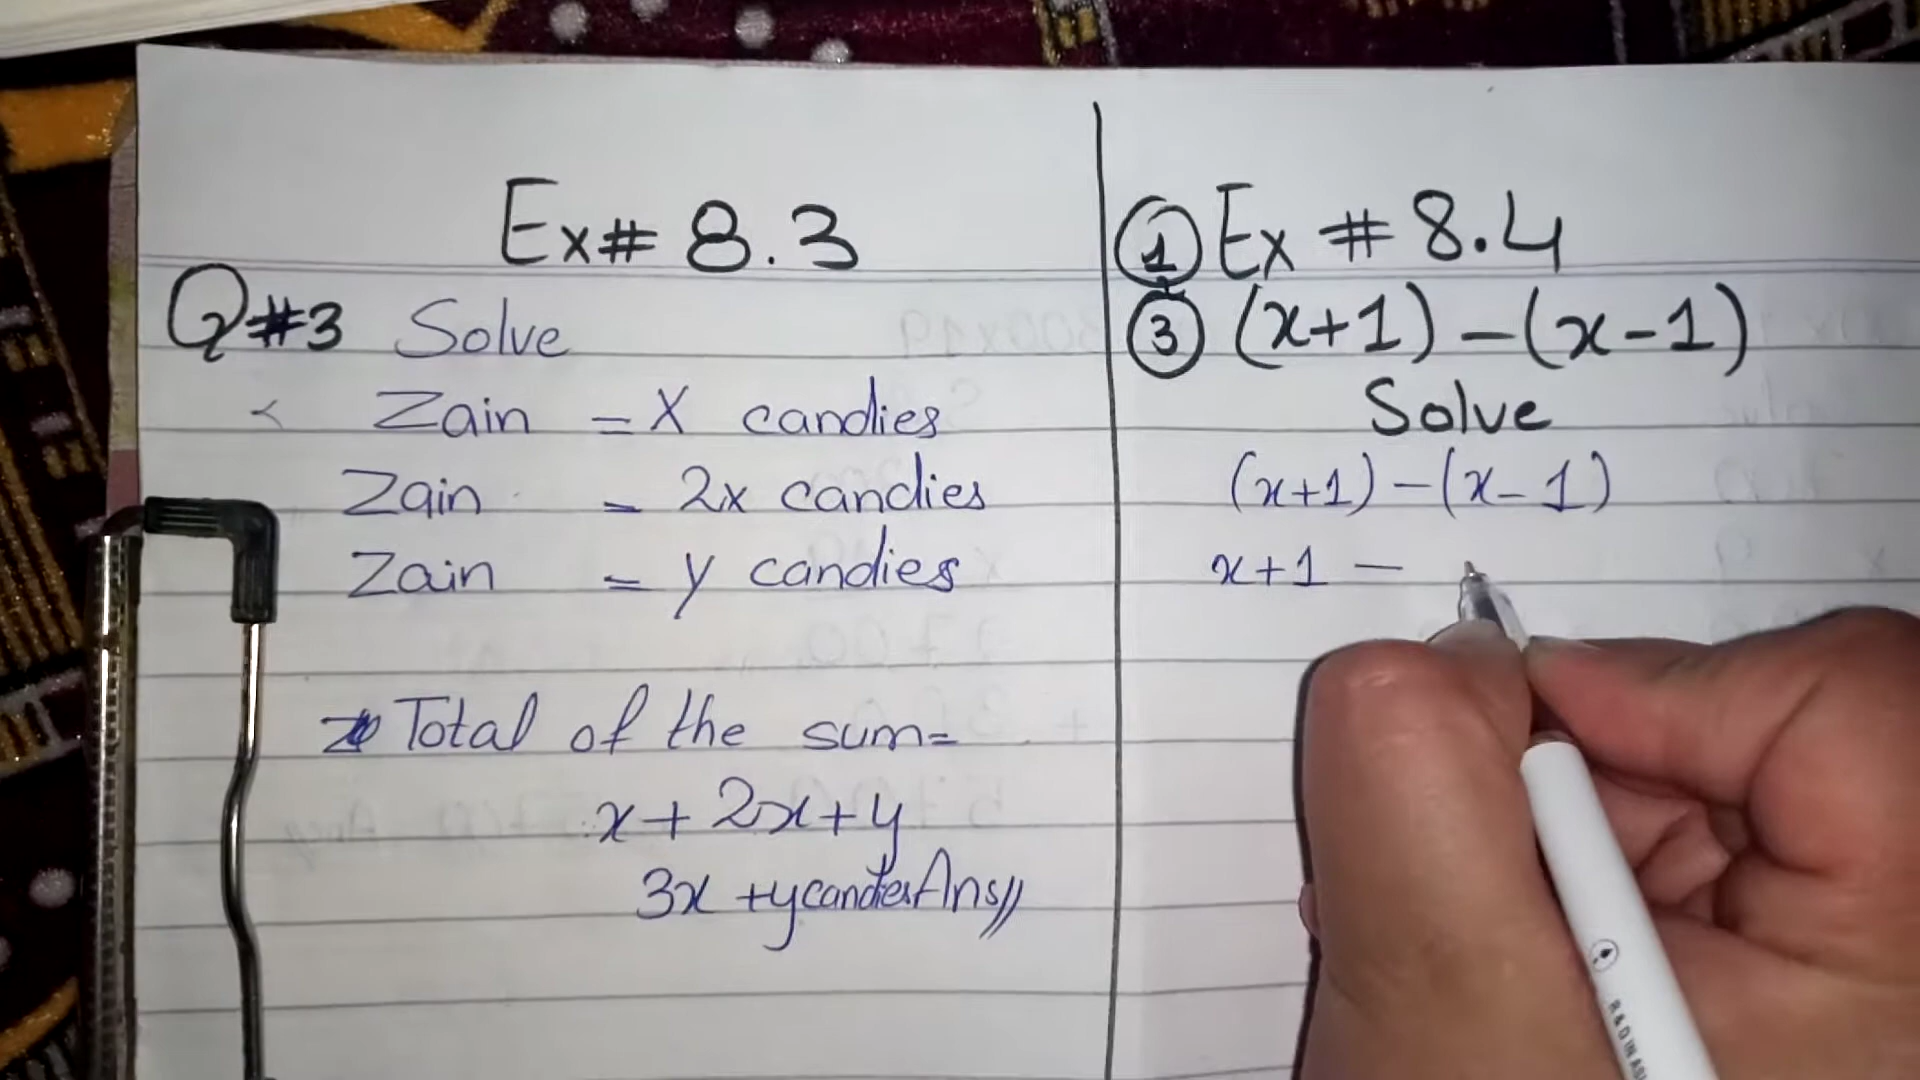 Ex# 8.3
Q#3 Solve
Zain = X candies
Zain = 2x candies
Zain = y candies
Total of the sum=
x + 2x + y
3x + y candies Ans
① Ex # 8.4
③ (x+1) - (x-1)
Solve
(x+1) - (x-1)
x+1 -
R & D IN